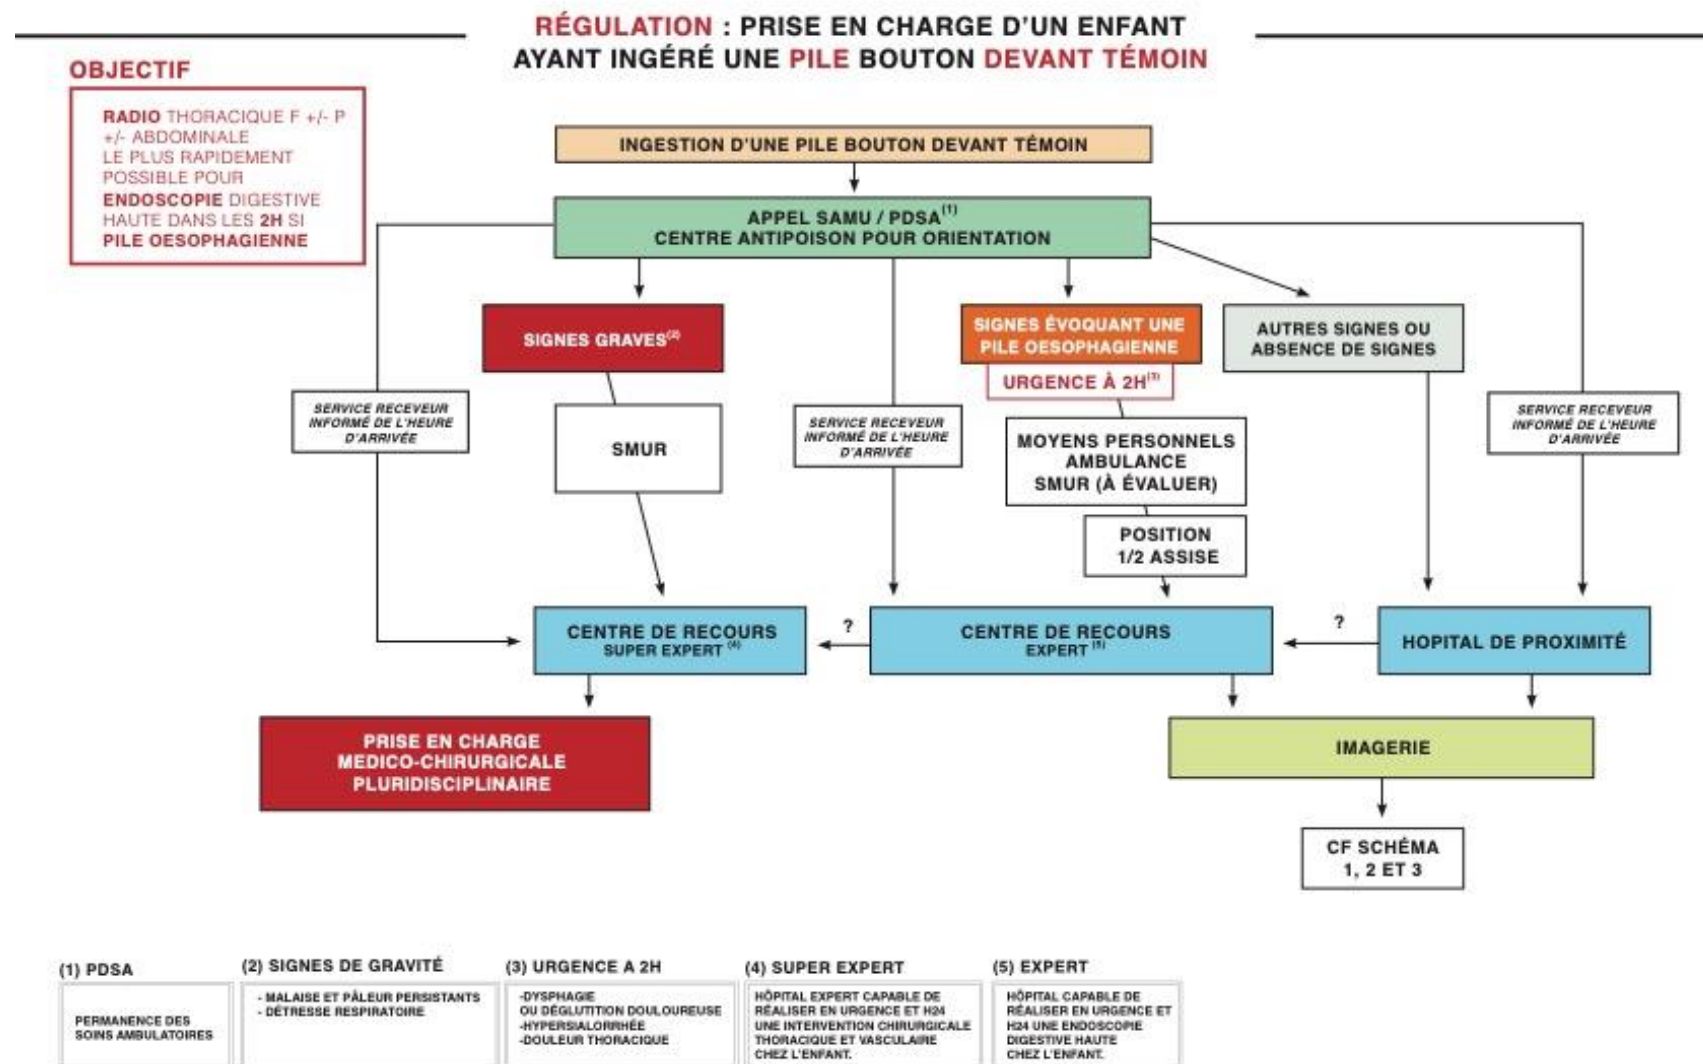 RÉGULATION : PRISE EN CHARGE D'UN ENFANT
AYANT INGÉRÉ UNE PILE BOUTON DEVANT TÉMOIN
OBJECTIF
RADIO THORACIQUE F +/- P
+/- ABDOMINALE
LE PLUS RAPIDEMENT
POSSIBLE POUR
ENDOSCOPIE DIGESTIVE
HAUTE DANS LES 2H SI
PILE OESOPHAGIENNE
INGESTION D'UNE PILE BOUTON DEVANT TÉMOIN
APPEL SAMU / PDSA(1)
CENTRE ANTIPOISON POUR ORIENTATION
SIGNES GRAVES(2)
SIGNES ÉVOQUANT UNE
PILE OESOPHAGIENNE
URGENCE À 2H(3)
AUTRES SIGNES OU
ABSENCE DE SIGNES
SERVICE RECEVEUR
INFORMÉ DE L'HEURE
D'ARRIVÉE
SMUR
SERVICE RECEVEUR
INFORMÉ DE L'HEURE
D'ARRIVÉE
MOYENS PERSONNELS
AMBULANCE
SMUR (À ÉVALUER)
POSITION
1/2 ASSISE
SERVICE RECEVEUR
INFORMÉ DE L'HEURE
D'ARRIVÉE
CENTRE DE RECOURS
SUPER EXPERT (4)
?
CENTRE DE RECOURS
EXPERT (5)
?
HOPITAL DE PROXIMITÉ
PRISE EN CHARGE
MEDICO-CHIRURGICALE
PLURIDISCIPLINAIRE
IMAGERIE
CF SCHÉMA
1, 2 ET 3
(1) PDSA
PERMANENCE DES
SOINS AMBULATOIRES
(2) SIGNES DE GRAVITÉ
- MALAISE ET PÂLEUR PERSISTANTS
- DÉTRESSE RESPIRATOIRE
(3) URGENCE A 2H
-DYSPHAGIE
OU DÉGLUTITION DOULOUREUSE
-HYPERSIALORRHÉE
-DOULEUR THORACIQUE
(4) SUPER EXPERT
HÔPITAL EXPERT CAPABLE DE
RÉALISER EN URGENCE ET H24
UNE INTERVENTION CHIRURGICALE
THORACIQUE ET VASCULAIRE
CHEZ L'ENFANT.
(5) EXPERT
HÔPITAL CAPABLE DE
RÉALISER EN URGENCE ET
H24 UNE ENDOSCOPIE
DIGESTIVE HAUTE
CHEZ L'ENFANT.